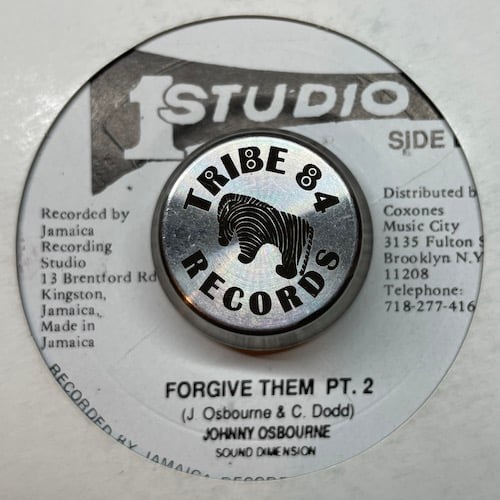 1 STUDIO
SIDE
TRIBE 84
RECORDS
Recorded by
Jamaica
Recording
Studio
13 Brentford Rd
Kingston,
Jamaica,
Made in
Jamaica
Distributed b
Coxones
Music City
3135 Fulton S
Brooklyn N.Y
11208
Telephone:
718-277-416
FORGIVE THEM PT. 2
(J Osbourne & C. Dodd)
JOHNNY OSBOURNE
SOUND DIMENSION
RECORDED BY JAMAICA RECORD